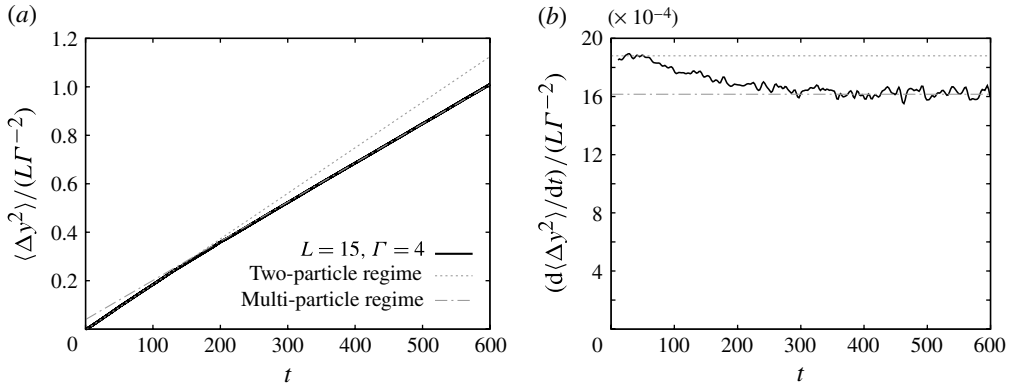 (a)
1.2
1.0
0.8
0.6
0.4
0.2
0
100
200
300
400
500
600
t
⟨Δy²⟩/(LΓ⁻²)
L = 15, Γ = 4
Two-particle regime
Multi-particle regime
(b)
(× 10⁻⁴)
20
16
12
8
4
0
100
200
300
400
500
600
t
(d⟨Δy²⟩/dt)/(LΓ⁻²)